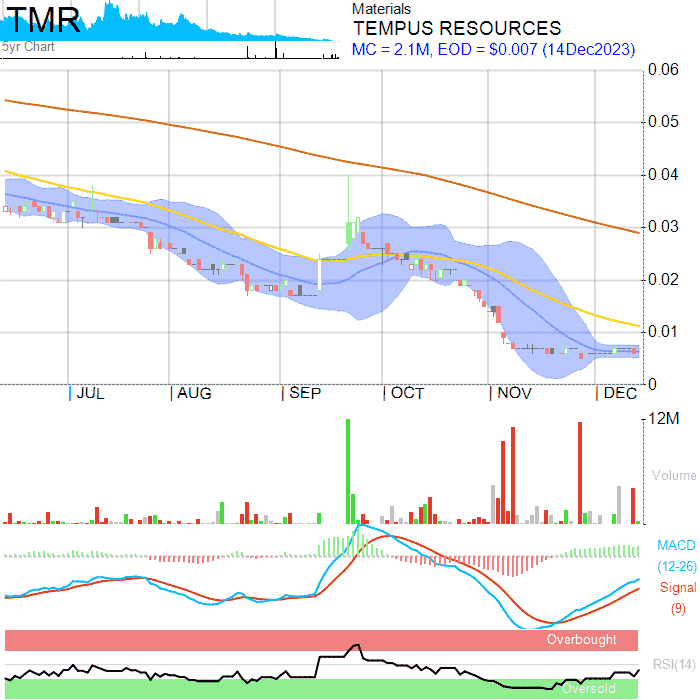 TMR
5yr Chart
Materials
TEMPUS RESOURCES
MC = 2.1M, EOD = $0.007 (14Dec2023)
0.06
0.05
0.04
0.03
0.02
0.01
0
JUL AUG SEP OCT NOV DEC
12M
Volume
MACD
(12-26)
Signal
(9)
Overbought
RSI(14)
Oversold